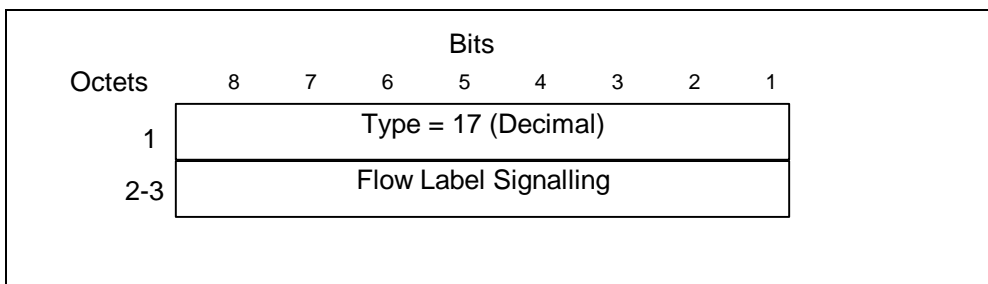 Bits
Octets 8 7 6 5 4 3 2 1
1 Type = 17 (Decimal)
2-3 Flow Label Signalling